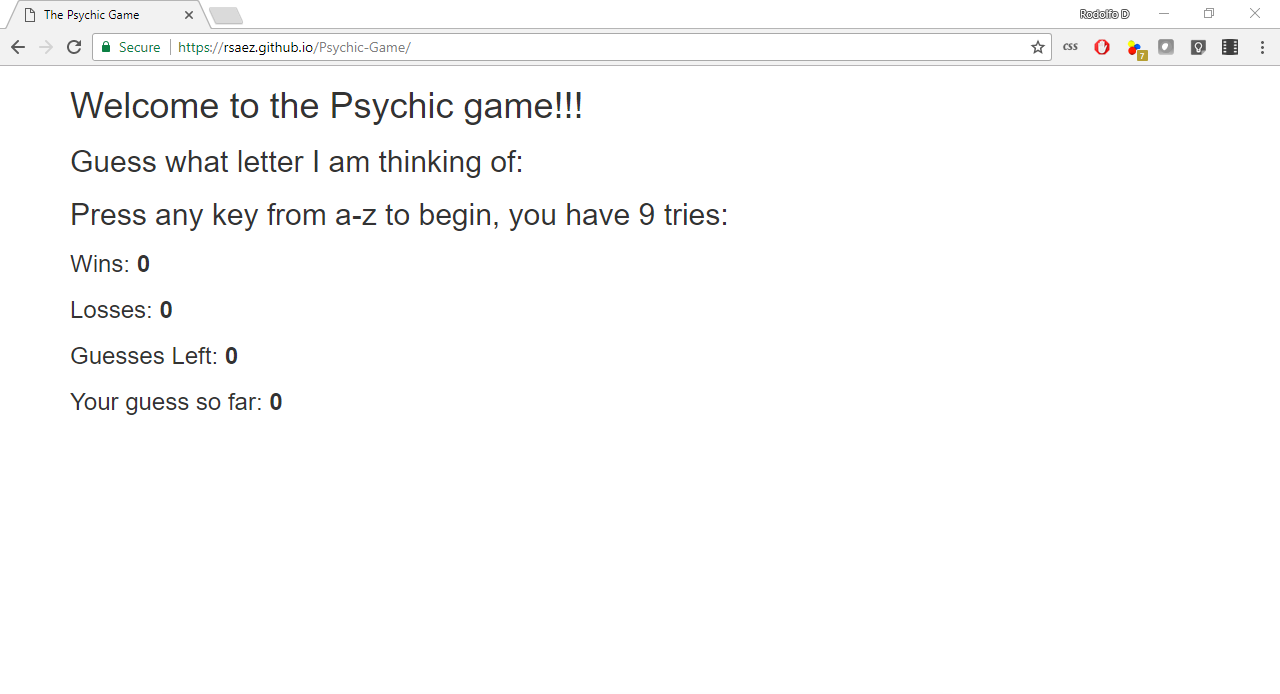 The Psychic Game
Rodolfo D
Secure https://rsaez.github.io/Psychic-Game/
css
7
Welcome to the Psychic game!!!
Guess what letter I am thinking of:
Press any key from a-z to begin, you have 9 tries:
Wins: 0
Losses: 0
Guesses Left: 0
Your guess so far: 0